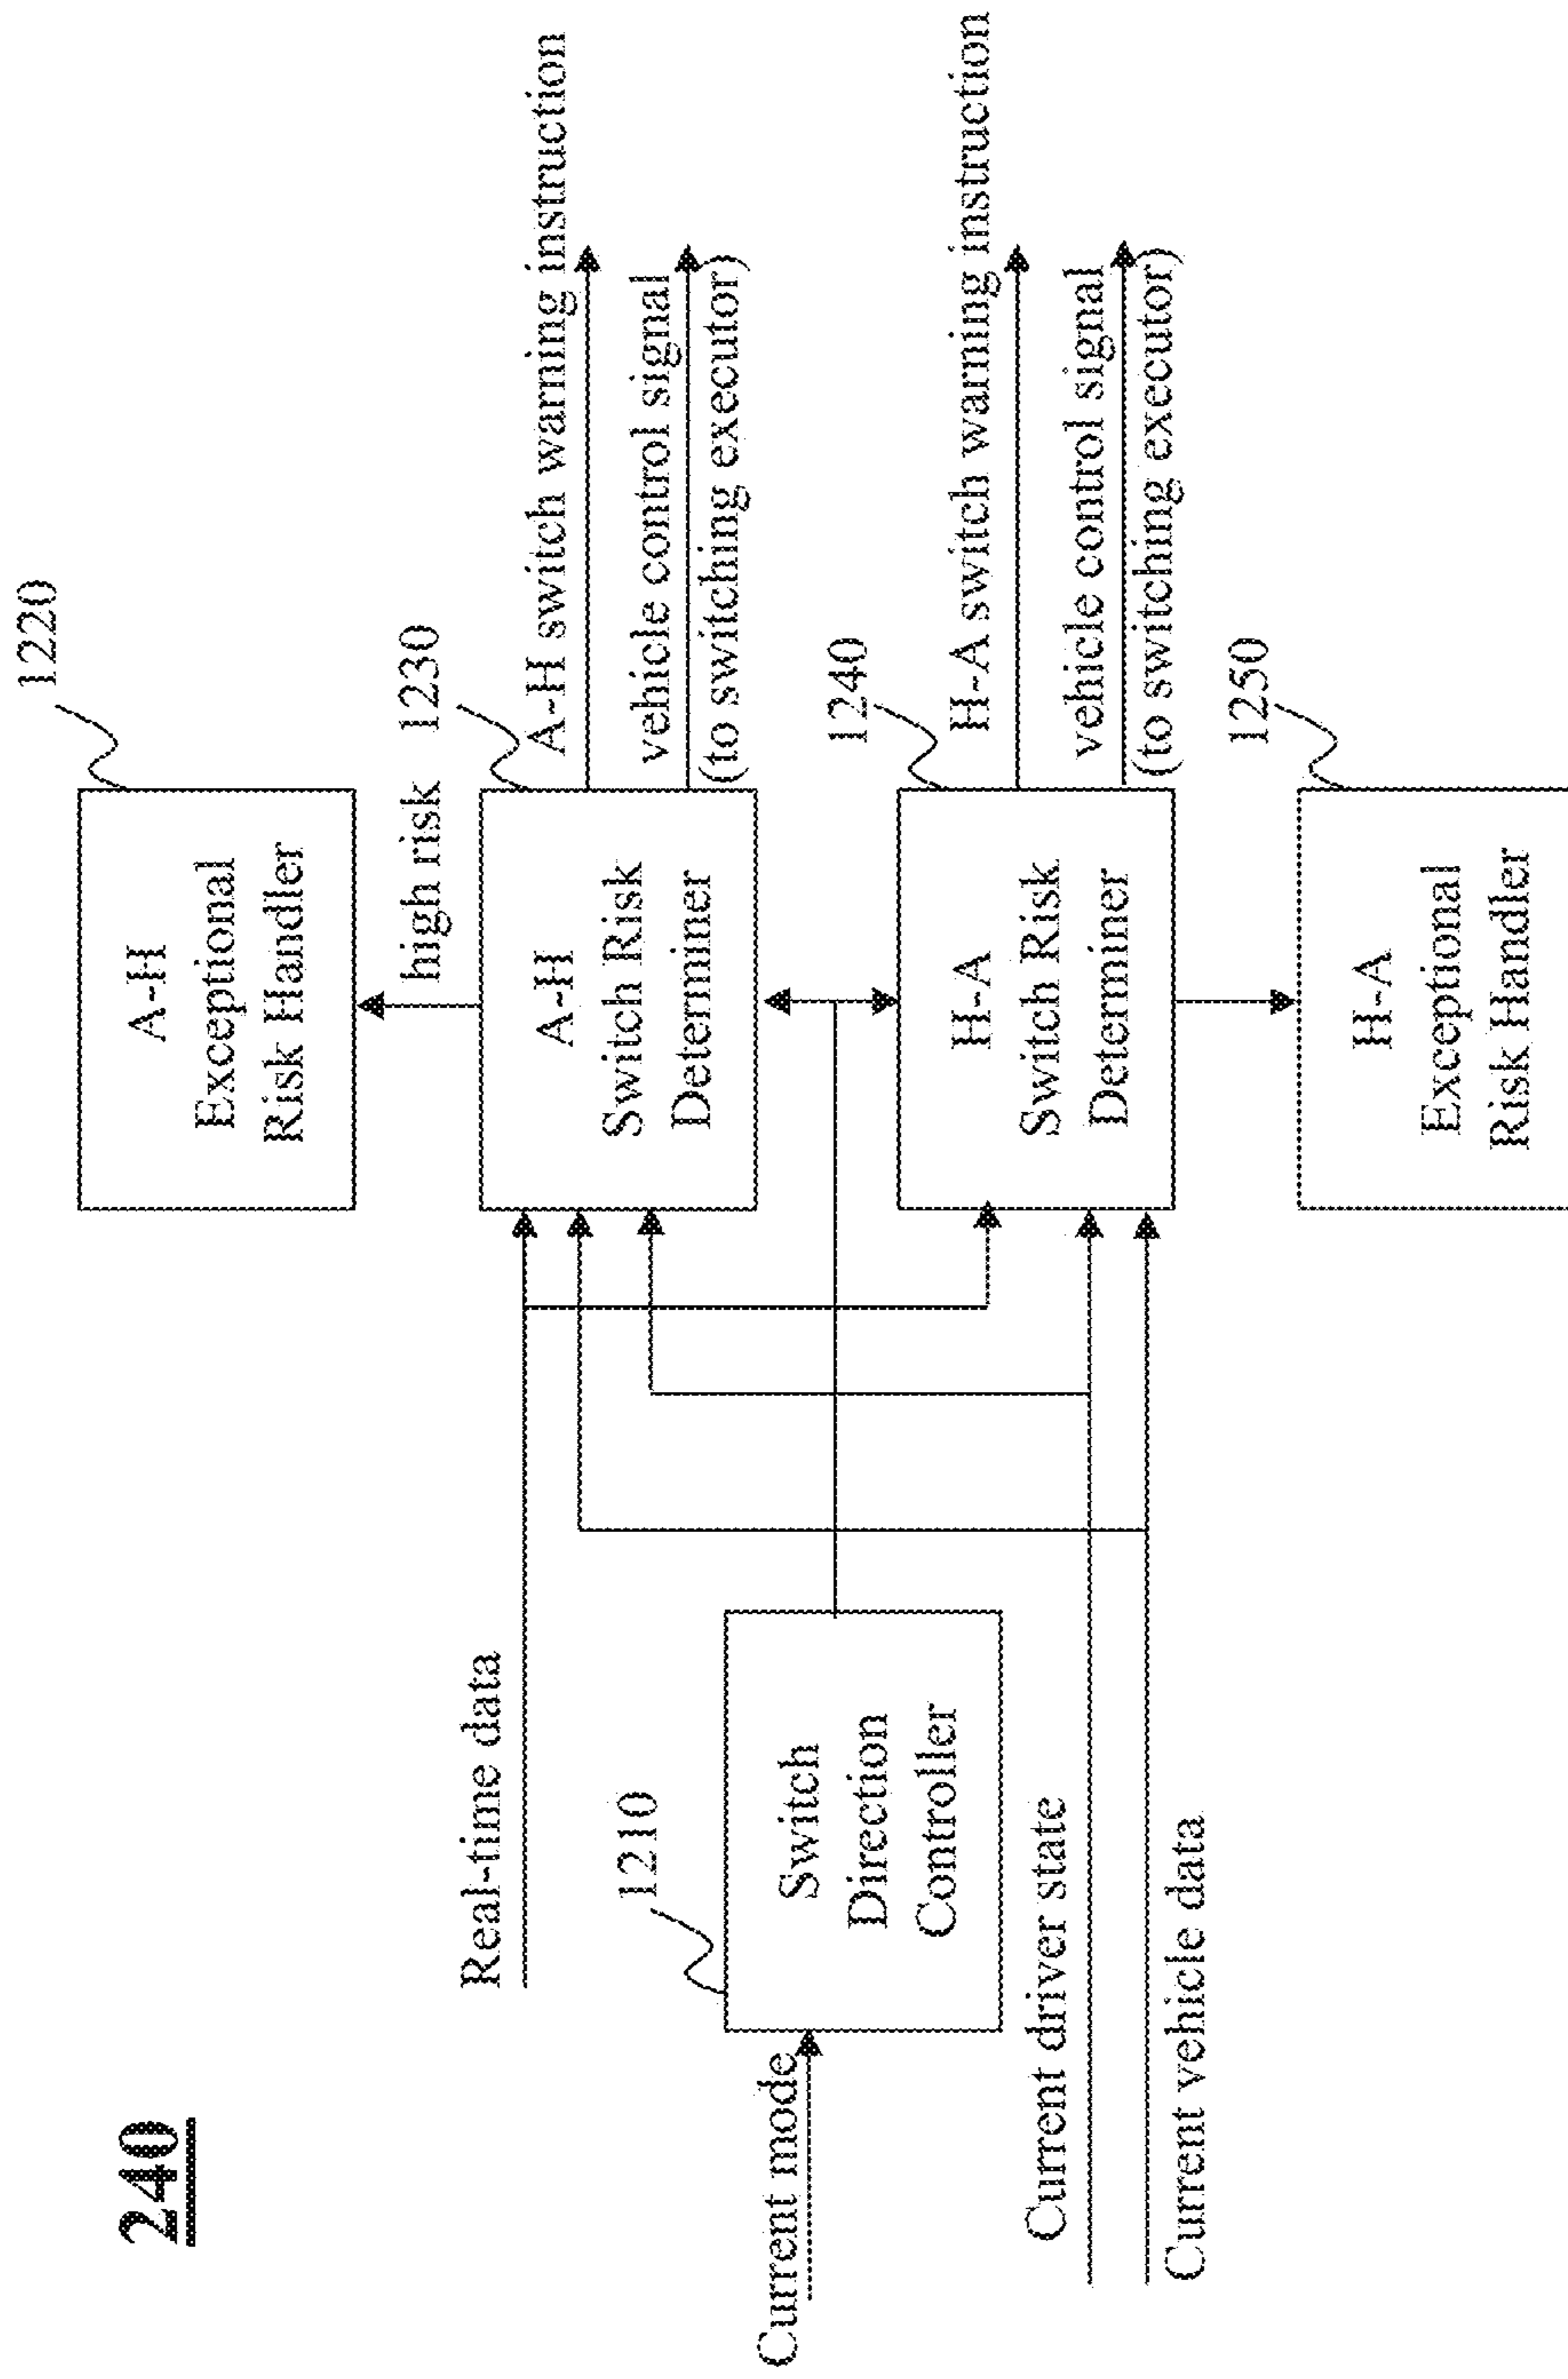 240
1220
A-H
Exceptional
Risk Handler
high risk
1230
A-H
Switch Risk
Determiner
A-H switch warning instruction
vehicle control signal
(to switching executor)
Real-time data
1210
Switch
Direction
Controller
Current mode
1240
H-A
Switch Risk
Determiner
H-A switch warning instruction
vehicle control signal
(to switching executor)
Current driver state
Current vehicle data
1250
H-A
Exceptional
Risk Handler